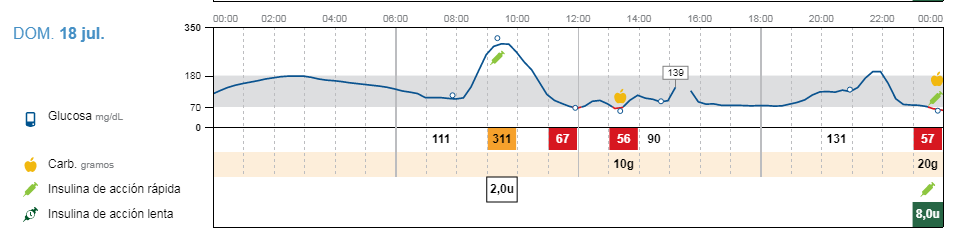 00:00 02:00 04:00 06:00 08:00 10:00 12:00 14:00 16:00 18:00 20:00 22:00 00:00
DOM. 18 jul.
350
180
70
0
139
Glucosa mg/dL
111 311 67 56 90 131 57
Carb. gramos
10g 20g
Insulina de acción rápida
2,0u
Insulina de acción lenta
8,0u